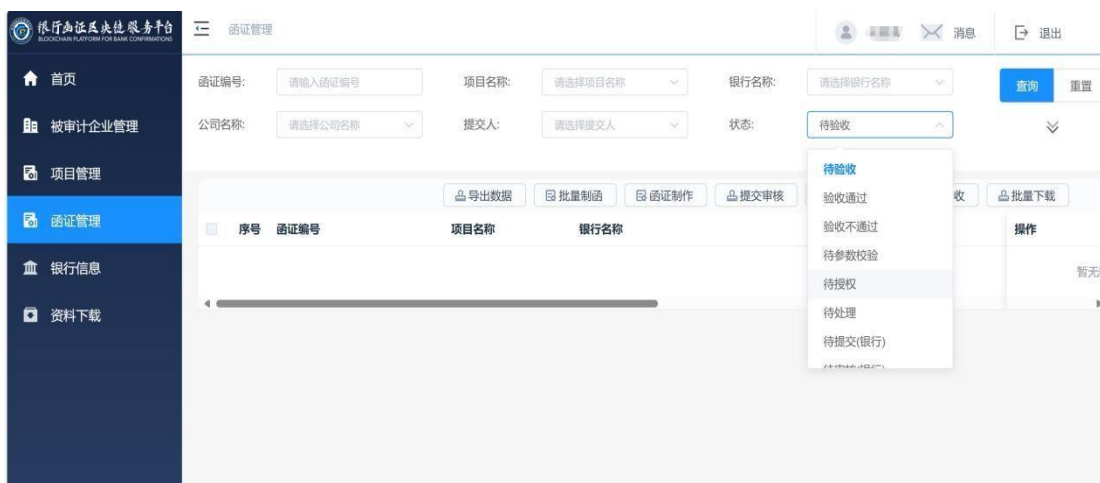 银行函证区块链服务平台
BLOCKCHAIN PLATFORM FOR BANK CONFIRMATIONS
函证管理
消息
退出
首页
被审计企业管理
项目管理
函证管理
银行信息
资料下载
函证编号: 请输入函证编号 项目名称: 请选择项目名称 银行名称: 请选择银行名称 查询 重置
公司名称: 请选择公司名称 提交人: 请选择提交人 状态: 待验收
待验收
验收通过
验收不通过
待参数校验
待授权
待处理
待提交(银行)
导出数据 批量制函 函证制作 提交审核 收 批量下载
序号 函证编号 项目名称 银行名称 操作
暂无